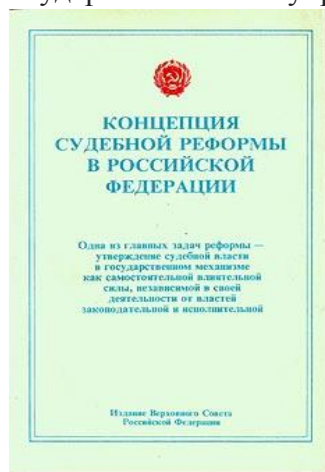 КОНЦЕПЦИЯ
СУДЕБНОЙ РЕФОРМЫ
В РОССИЙСКОЙ
ФЕДЕРАЦИИ
Одна из главных задач реформы —
утверждение судебной власти
в государственном механизме
как самостоятельной влиятельной
силы, независимой в своей
деятельности от властей
законодательной и исполнительной
Издание Верховного Совета
Российской Федерации